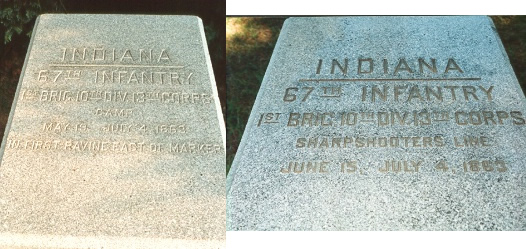 INDIANA
67TH INFANTRY
1ST BRIG. 10TH DIV. 13TH CORPS
CAMP
MAY 14 - JULY 4, 1863
IN FIRST RAVINE EAST OF MARKER
INDIANA
67TH INFANTRY
1ST BRIG. 10TH DIV. 13TH CORPS
SHARPSHOOTERS LINE
JUNE 15 - JULY 4, 1863